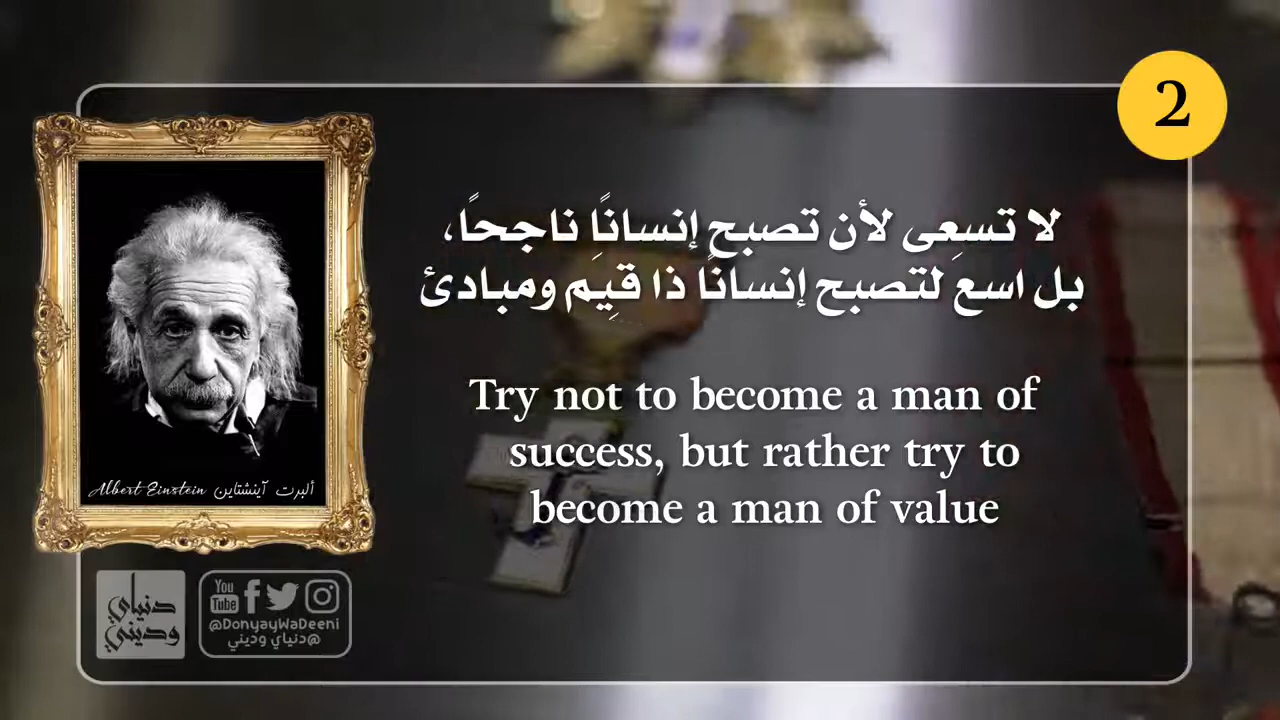 2
لا تسعِى لأن تصبح إنساناًِ ناجحاً،
بل اسعَ لتصبح إنسانًا ذا قيِم ومبادئ
Try not to become a man of
success, but rather try to
become a man of value
Albert Einstein ألبرت آينشتاين
دنياي
وديني
You
Tube
@DonyayWaDeeni
@دنياي وديني